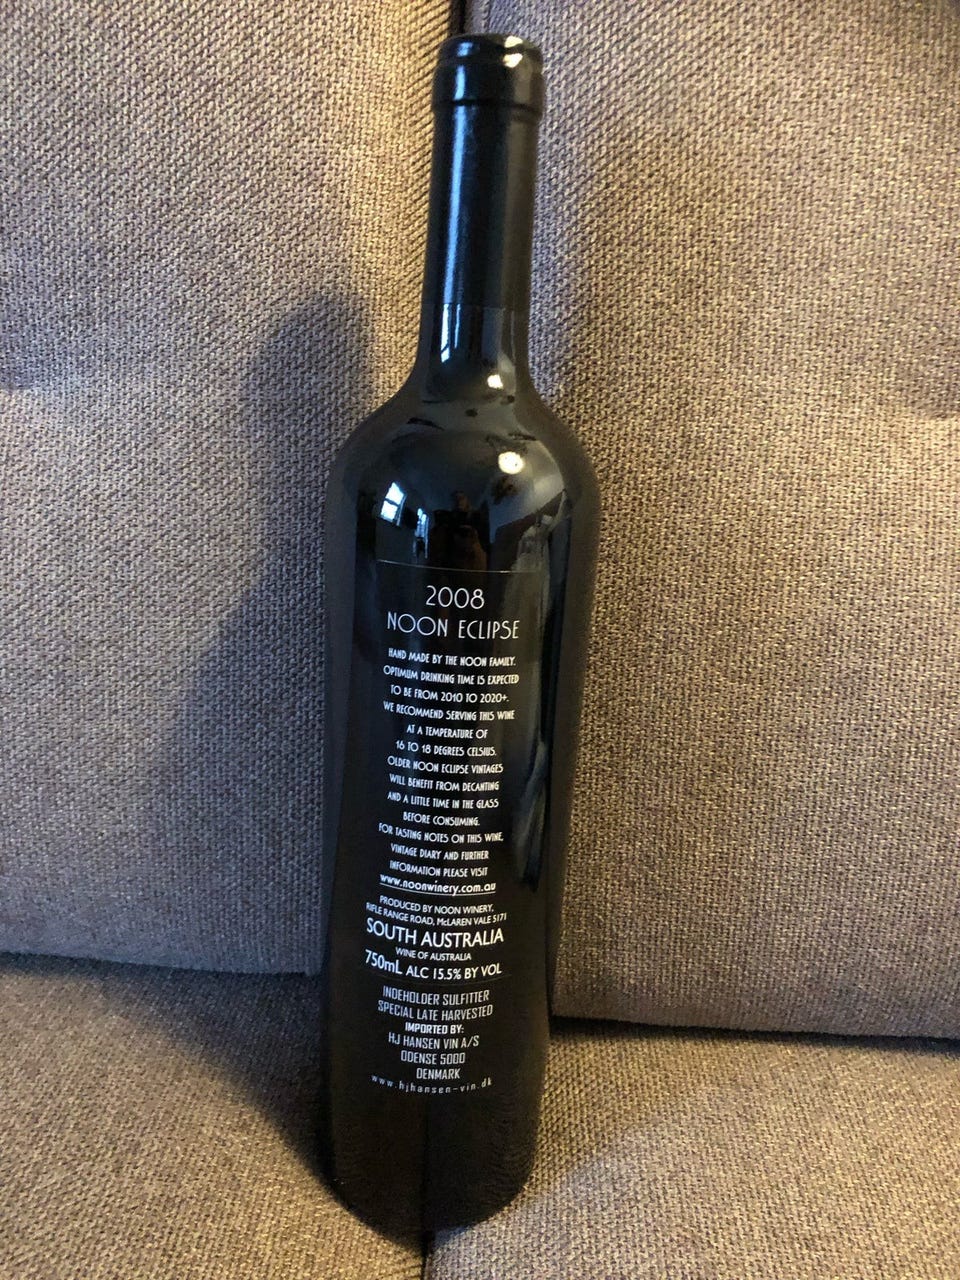 2008
NOON ECLIPSE
HAND MADE BY THE NOON FAMILY.
OPTIMUM DRINKING TIME IS EXPECTED
TO BE FROM 2010 TO 2020+.
WE RECOMMEND SERVING THIS WINE
AT A TEMPERATURE OF
16 TO 18 DEGREES CELSIUS.
OLDER NOON ECLIPSE VINTAGES
WILL BENEFIT FROM DECANTING
AND A LITTLE TIME IN THE GLASS
BEFORE CONSUMING.
FOR TASTING NOTES ON THIS WINE,
VINTAGE DIARY AND FURTHER
INFORMATION PLEASE VISIT
www.noonwinery.com.au
PRODUCED BY NOON WINERY,
RIFLE RANGE ROAD, McLAREN VALE 5171
SOUTH AUSTRALIA
WINE OF AUSTRALIA
750mL ALC 15.5% BY VOL
INDEHOLDER SULFITTER
SPECIAL LATE HARVESTED
IMPORTED BY:
HJ HANSEN VIN A/S
ODENSE 5000
DENMARK
www.hjhansen-vin.dk